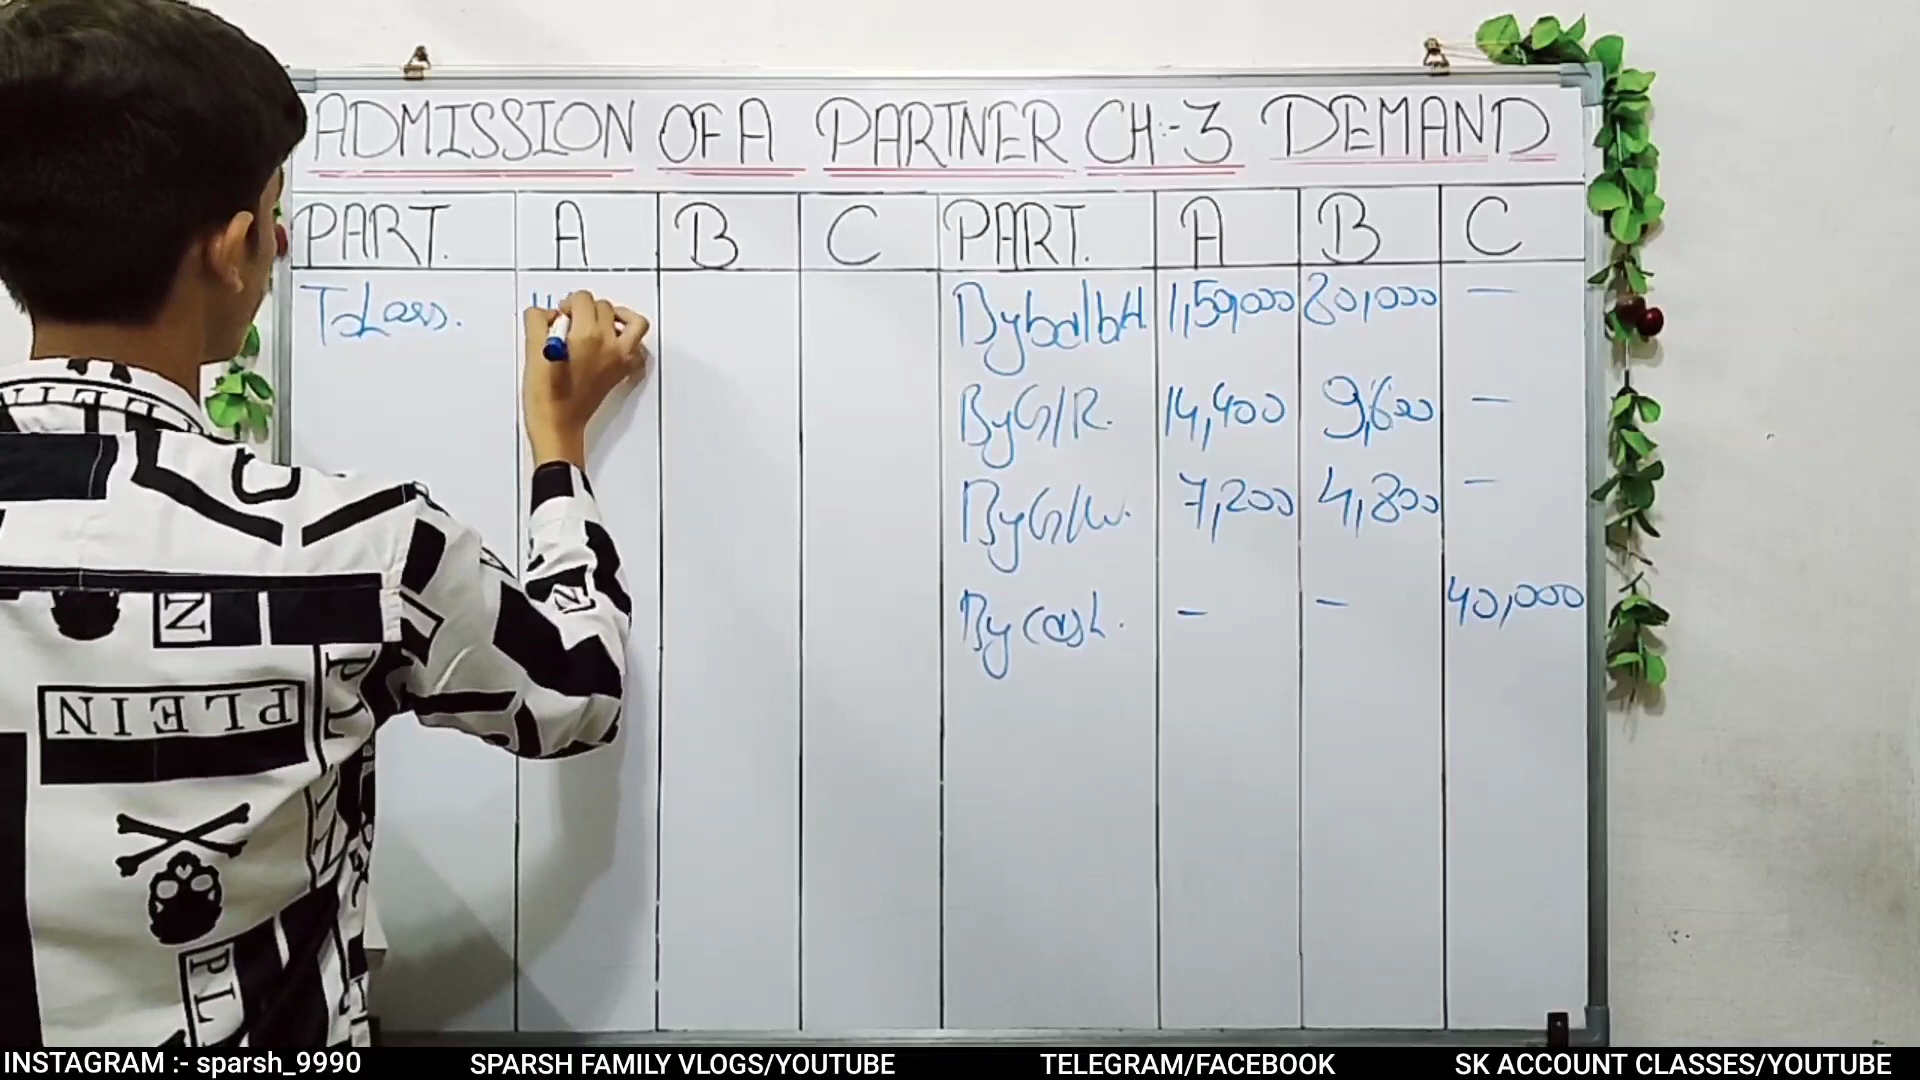 ADMISSION OF A PARTNER CH:-3 DEMAND
PART. A B C PART. A B C
To Loss. By bal b/d 1,50,000 80,000 —
By G/R. 14,400 9,600 —
By G/W. 7,200 4,800 —
By cash. - - 40,000
N
PLEIN
PL
INSTAGRAM :- sparsh_9990 SPARSH FAMILY VLOGS/YOUTUBE TELEGRAM/FACEBOOK SK ACCOUNT CLASSES/YOUTUBE